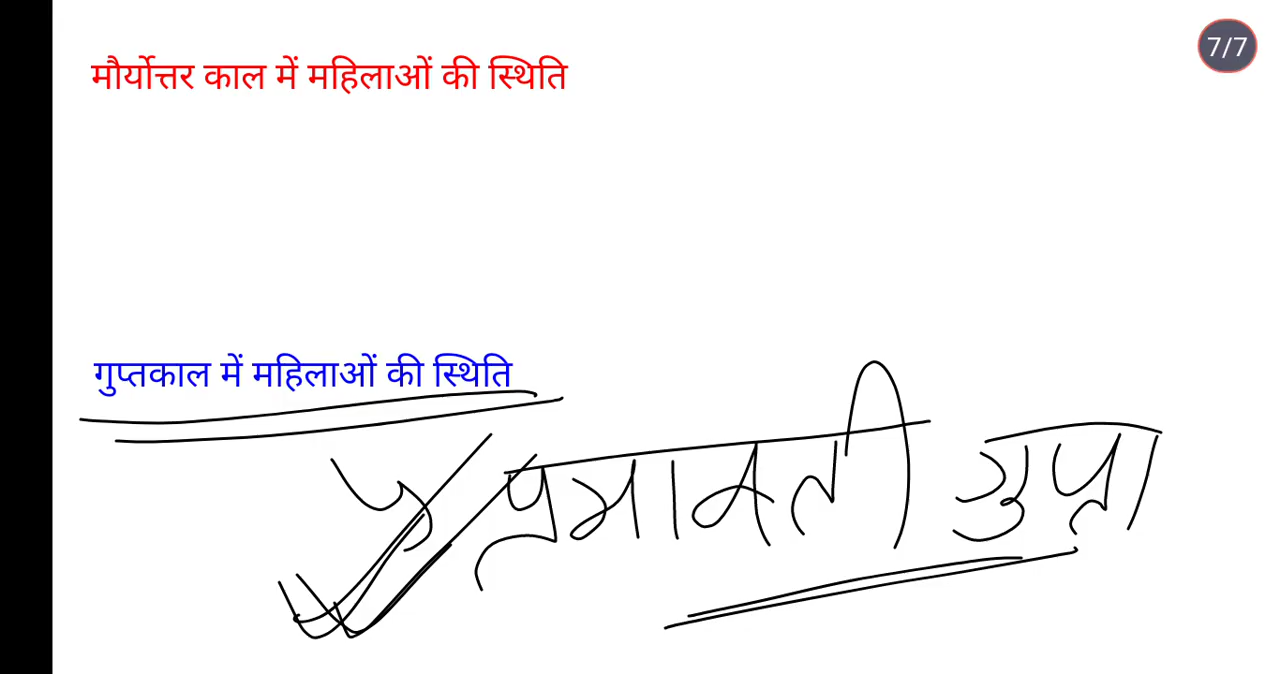 मौर्योत्तर काल में महिलाओं की स्थिति
7/7
गुप्तकाल में महिलाओं की स्थिति
प्रभावती गुप्ता